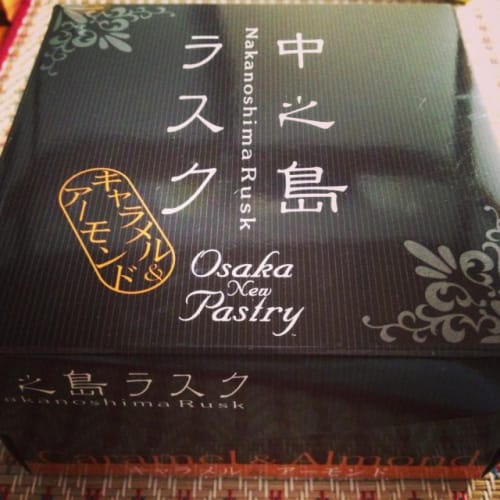 中之島
Nakanoshima Rusk
ラスク
キャラメル&
アーモンド
Osaka
New
Pastry
之島ラスク
akanoshima Rusk
Caramel & Almond
キャラメル アーモンド